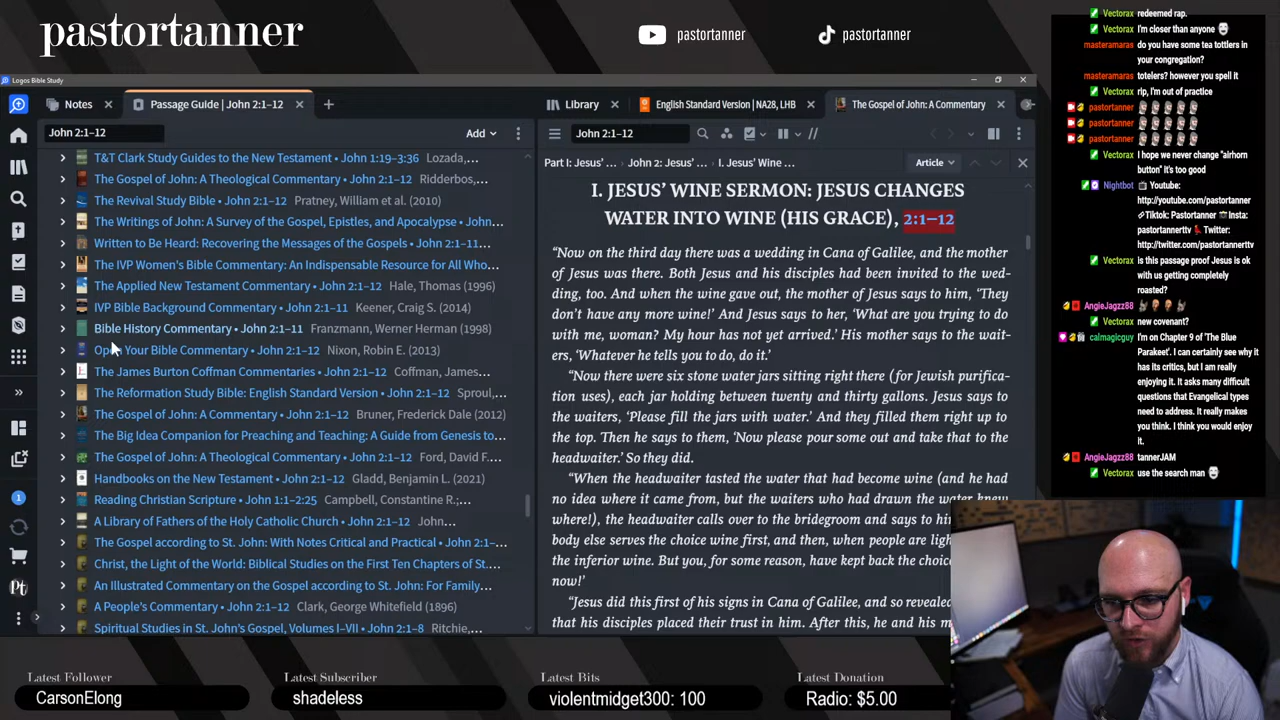 pastortanner
pastortanner
pastortanner
Logos Bible Study
Notes
Passage Guide | John 2:1–12
Library
English Standard Version | NA28, LHB
The Gospel of John: A Commentary
John 2:1–12
Add
John 2:1–12
T&T Clark Study Guides to the New Testament • John 1:19–3:36 Lozada,...
The Gospel of John: A Theological Commentary • John 2:1–12 Ridderbos,...
The Revival Study Bible • John 2:1–12 Pratney, William et al. (2010)
The Writings of John: A Survey of the Gospel, Epistles, and Apocalypse • John...
Written to Be Heard: Recovering the Messages of the Gospels • John 2:1–11...
The IVP Women's Bible Commentary: An Indispensable Resource for All Who...
The Applied New Testament Commentary • John 2:1–12 Hale, Thomas (1996)
IVP Bible Background Commentary • John 2:1–11 Keener, Craig S. (2014)
Bible History Commentary • John 2:1–11 Franzmann, Werner Herman (1998)
Open Your Bible Commentary • John 2:1–12 Nixon, Robin E. (2013)
The James Burton Coffman Commentaries • John 2:1–12 Coffman, James...
The Reformation Study Bible: English Standard Version • John 2:1–12 Sproul,...
The Gospel of John: A Commentary • John 2:1–12 Bruner, Frederick Dale (2012)
The Big Idea Companion for Preaching and Teaching: A Guide from Genesis to...
The Gospel of John: A Theological Commentary • John 2:1–12 Ford, David F....
Handbooks on the New Testament • John 2:1–12 Gladd, Benjamin L. (2021)
Reading Christian Scripture • John 1:1–2:25 Campbell, Constantine R.;...
A Library of Fathers of the Holy Catholic Church • John 2:1–12 John...
The Gospel according to St. John: With Notes Critical and Practical • John 2:1–...
Christ, the Light of the World: Biblical Studies on the First Ten Chapters of St....
An Illustrated Commentary on the Gospel according to St. John: For Family...
A People's Commentary • John 2:1–12 Clark, George Whitefield (1896)
Spiritual Studies in St. John's Gospel, Volumes I–VII • John 2:1–8 Ritchie,...
1
Pt
Part I: Jesus' ... › John 2: Jesus' ... › I. Jesus' Wine ...
Article
I. JESUS’ WINE SERMON: JESUS CHANGES
WATER INTO WINE (HIS GRACE), 2:1–12
“Now on the third day there was a wedding in Cana of Galilee, and the mother
of Jesus was there. Both Jesus and his disciples had been invited to the wed-
ding, too. And when the wine gave out, the mother of Jesus says to him, ‘They
don’t have any more wine!’ And Jesus says to her, ‘What are you trying to do
with me, woman? My hour has not yet arrived.’ His mother says to the wait-
ers, ‘Whatever he tells you to do, do it.’
“Now there were six stone water jars sitting right there (for Jewish purifica-
tion uses), each jar holding between twenty and thirty gallons. Jesus says to
the waiters, ‘Please fill the jars with water.’ And they filled them right up to
the top. Then he says to them, ‘Now please pour some out and take that to the
headwaiter.’ So they did.
“When the headwaiter tasted the water that had become wine (and he had
no idea where it came from, but the waiters who had drawn the water knew
where!), the headwaiter calls over to the bridegroom and says to him
body else serves the choice wine first, and then, when people are
the inferior wine. But you, for some reason, have kept back the choice
now!’
“Jesus did this first of his signs in Cana of Galilee, and so revealed
that his disciples placed their trust in him. After this, he and his
Vectorax
redeemed rap.
Vectorax I'm closer than anyone
masteramaras do you have some tea tottlers in
your congregation?
masteramaras totelers? however you spell it
Vectorax rip, I'm out of practice
pastortanner
pastortanner
pastortanner
Vectorax I hope we never change "airhorn
button" it's too good
Nightbot Youtube:
http://youtube.com/pastortanner
Tiktok: Pastortanner Insta:
pastortannerttv Twitter:
http://twitter.com/pastortannerttv
Vectorax is this passage proof Jesus is ok
with us getting completely
roasted?
AngieJagzz88
Vectorax new covenant?
calmagicguy I'm on Chapter 9 of 'The Blue
Parakeet'. I can certainly see why it
has its critics, but I am really
enjoying it. It asks many difficult
questions that Evangelical types
need to address. It really makes
you think. I think you would enjoy
it.
AngieJagzz88 tannerJAM
Vectorax use the search man
Latest Follower
CarsonElong
Latest Subscriber
shadeless
Latest Bits
violentmidget300: 100
Latest Donation
Radio: $5.00